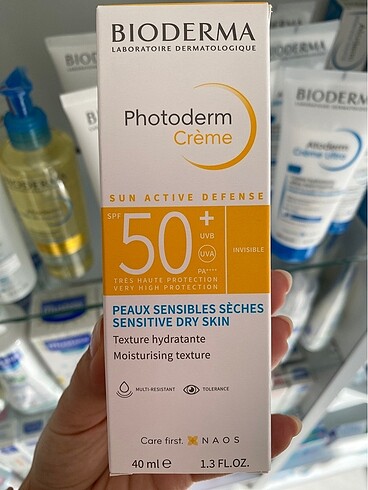 BIODERMA
LABORATOIRE DERMATOLOGIQUE
Photoderm
Crème
SUN ACTIVE DEFENSE
SPF 50+
UVB
UVA
PA++++
INVISIBLE
TRÈS HAUTE PROTECTION
VERY HIGH PROTECTION
PEAUX SENSIBLES SÈCHES
SENSITIVE DRY SKIN
Texture hydratante
Moisturising texture
MULTI-RESISTANT
TOLERANCE
Care first. NAOS
40 ml e 1.3 FL.OZ.
BIODERMA
Atoderm
Crème Ultra